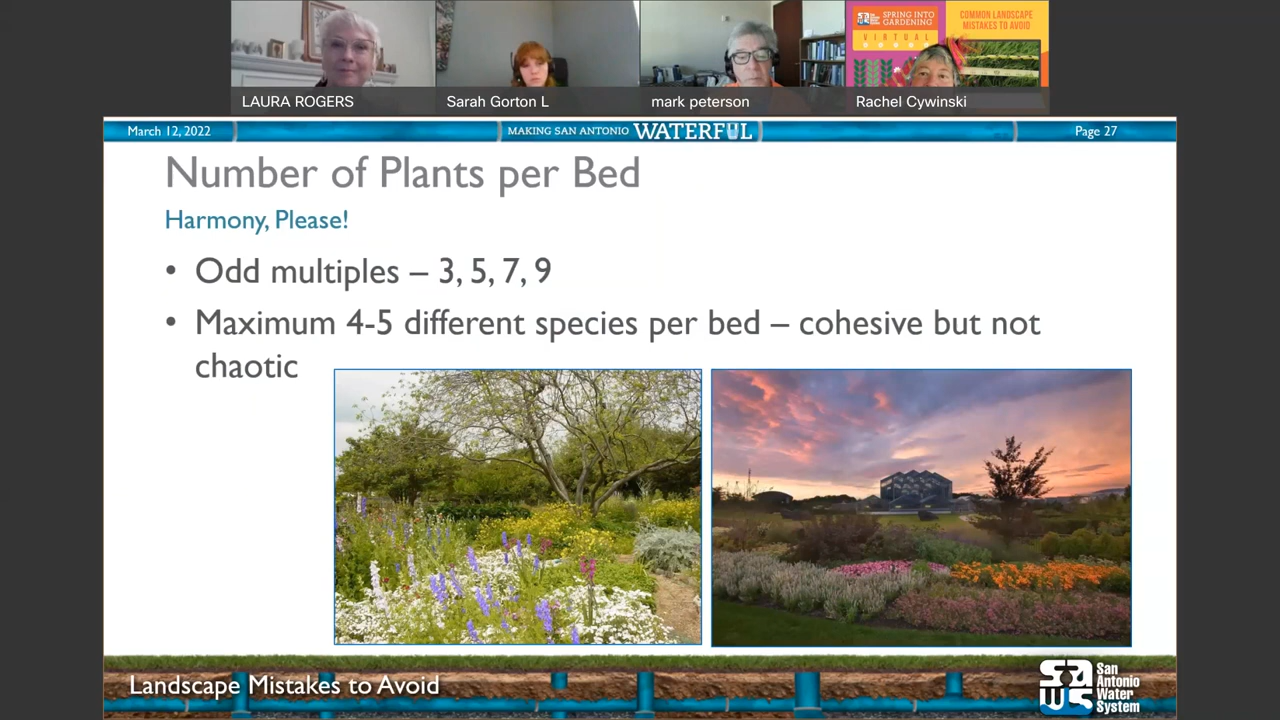 SPRING INTO
GARDENING
VIRTUAL
COMMON LANDSCAPE
MISTAKES TO AVOID
LAURA ROGERS
Sarah Gorton L
mark peterson
Rachel Cywinski
March 12, 2022
MAKING SAN ANTONIO WATERFUL
Page 27
Number of Plants per Bed
Harmony, Please!
• Odd multiples – 3, 5, 7, 9
• Maximum 4-5 different species per bed – cohesive but not
chaotic
Landscape Mistakes to Avoid
SAWS
San
Antonio
Water
System